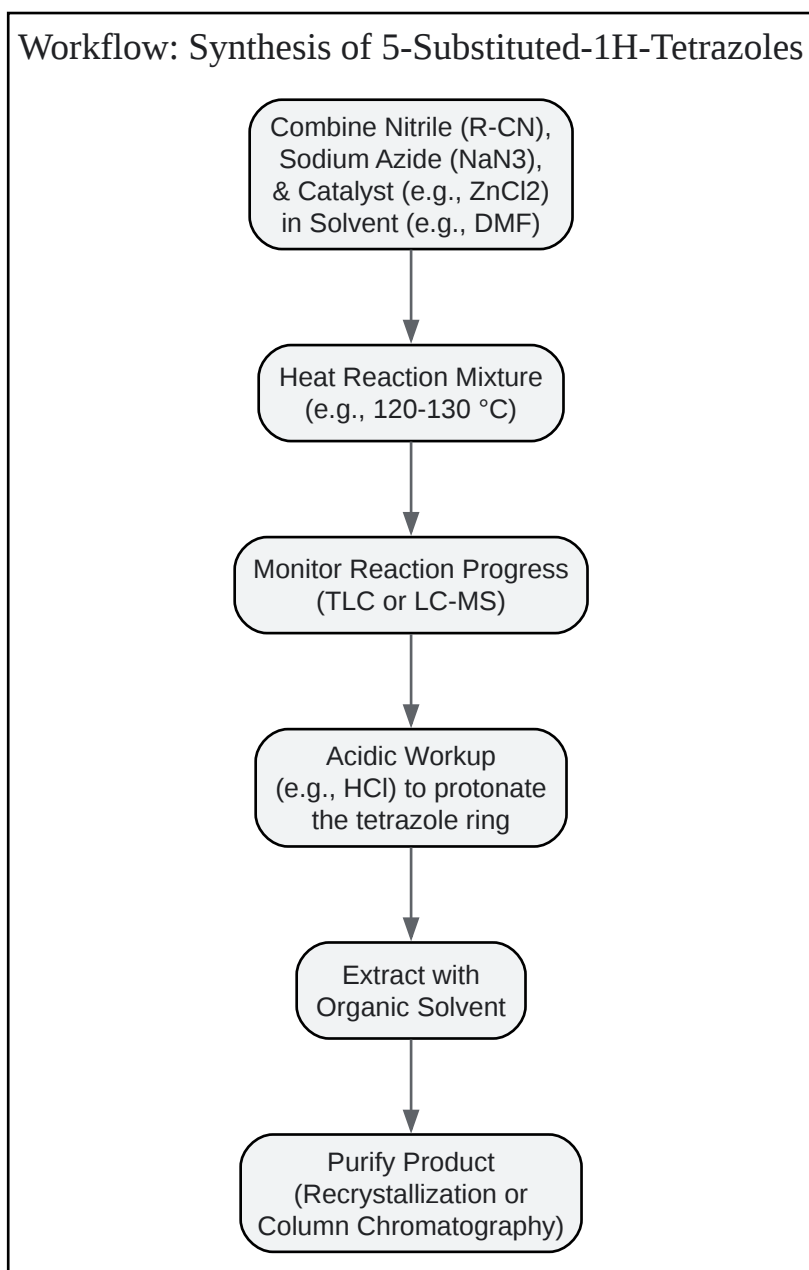 Workflow: Synthesis of 5-Substituted-1H-Tetrazoles
Combine Nitrile (R-CN),
Sodium Azide (NaN3),
& Catalyst (e.g., ZnCl2)
in Solvent (e.g., DMF)
Heat Reaction Mixture
(e.g., 120-130 °C)
Monitor Reaction Progress
(TLC or LC-MS)
Acidic Workup
(e.g., HCl) to protonate
the tetrazole ring
Extract with
Organic Solvent
Purify Product
(Recrystallization or
Column Chromatography)